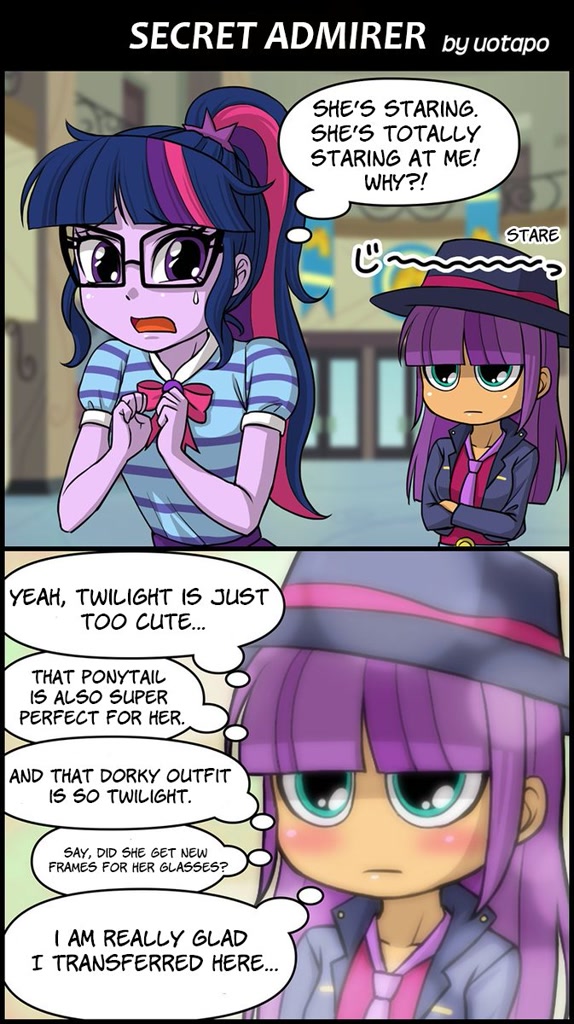 SECRET ADMIRER by uotapo
SHE'S STARING.
SHE'S TOTALLY
STARING AT ME!
WHY?!
STARE
じ〜〜〜っ
YEAH, TWILIGHT IS JUST
TOO CUTE...
THAT PONYTAIL
IS ALSO SUPER
PERFECT FOR HER.
AND THAT DORKY OUTFIT
IS SO TWILIGHT.
SAY, DID SHE GET NEW
FRAMES FOR HER GLASSES?
I AM REALLY GLAD
I TRANSFERRED HERE...